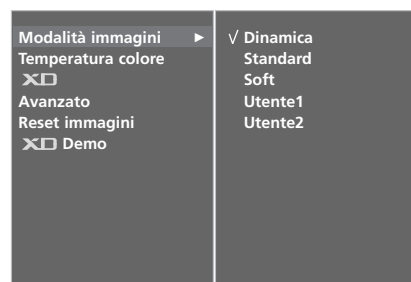 Modalità immagini ►
Temperatura colore
XD
Avanzato
Reset immagini
XD Demo
√ Dinamica
Standard
Soft
Utente1
Utente2